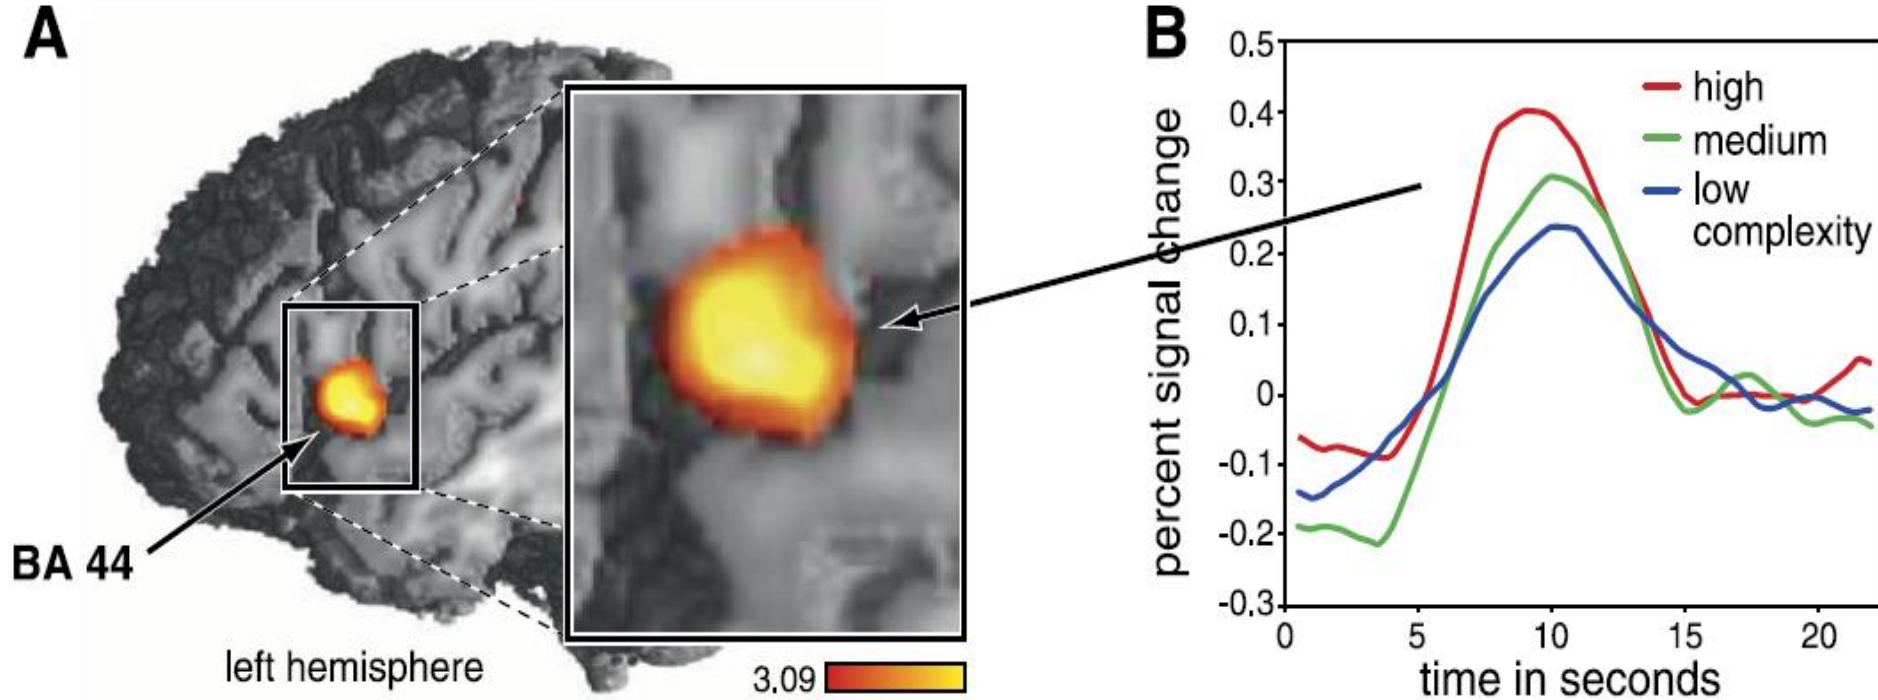 A
BA 44
left hemisphere
3.09
B
percent signal change
0.5
0.4
0.3
0.2
0.1
0
-0.1
-0.2
-0.3
0 5 10 15 20
time in seconds
high
medium
low
complexity